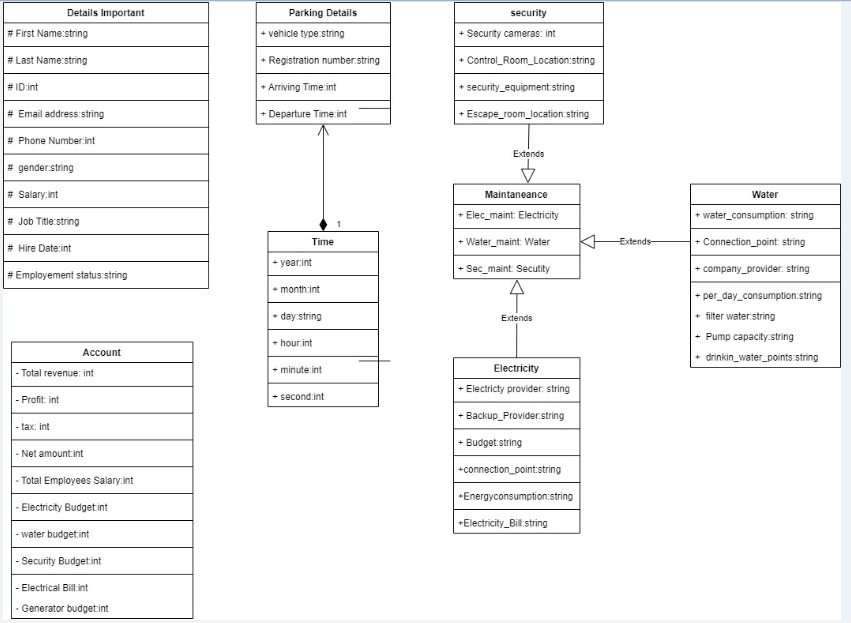 Details Important
# First Name:string
# Last Name:string
# ID:int
#  Email address:string
#  Phone Number:int
#  gender:string
#  Salary:int
#  Job Title:string
#  Hire Date:int
# Employement status:string
Parking Details
+ vehicle type:string
+ Registration number:string
+ Arriving Time:int
+ Departure Time:int
security
+ Security cameras: int
+ Control_Room_Location:string
+ security_equipment:string
+ Escape_room_location:string
Extends
1
Time
+ year:int
+ month:int
+ day:string
+ hour:int
+ minute:int
+ second:int
Maintaneance
+ Elec_maint: Electricity
+ Water_maint: Water
+ Sec_maint: Secutity
Extends
Water
+ water_consumption: string
+ Connection_point: string
+ company_provider: string
+ per_day_consumption:string
+  filter water:string
+  Pump capacity:string
+  drinkin_water_points:string
Extends
Electricity
+ Electricty provider: string
+ Backup_Provider:string
+ Budget:string
+connection_point:string
+Energyconsumption:string
+Electricity_Bill:string
Account
- Total revenue: int
- Profit: int
- tax: int
- Net amount:int
- Total Employees Salary:int
- Electricity Budget:int
- water budget:int
- Security Budget:int
- Electrical Bill:int
- Generator budget:int